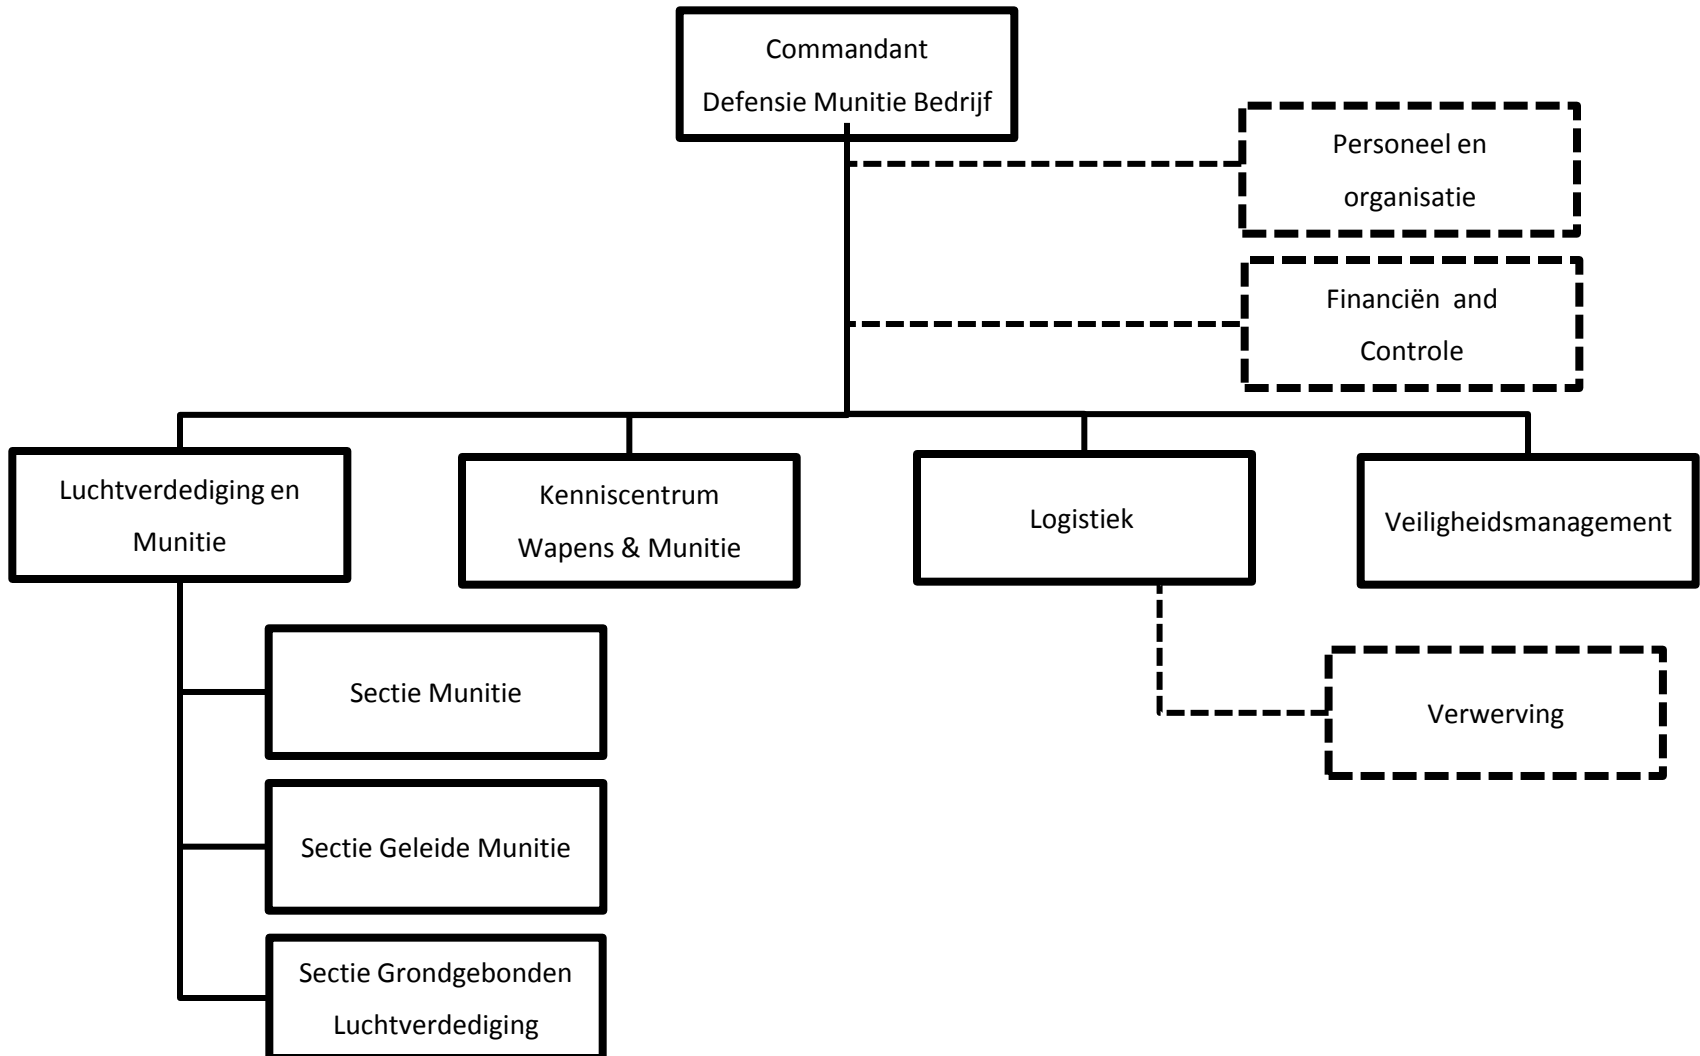 Commandant
Defensie Munitie Bedrijf
Personeel en
organisatie
Financiën and
Controle
Luchtverdediging en
Munitie
Kenniscentrum
Wapens & Munitie
Logistiek
Veiligheidsmanagement
Sectie Munitie
Verwerving
Sectie Geleide Munitie
Sectie Grondgebonden
Luchtverdediging